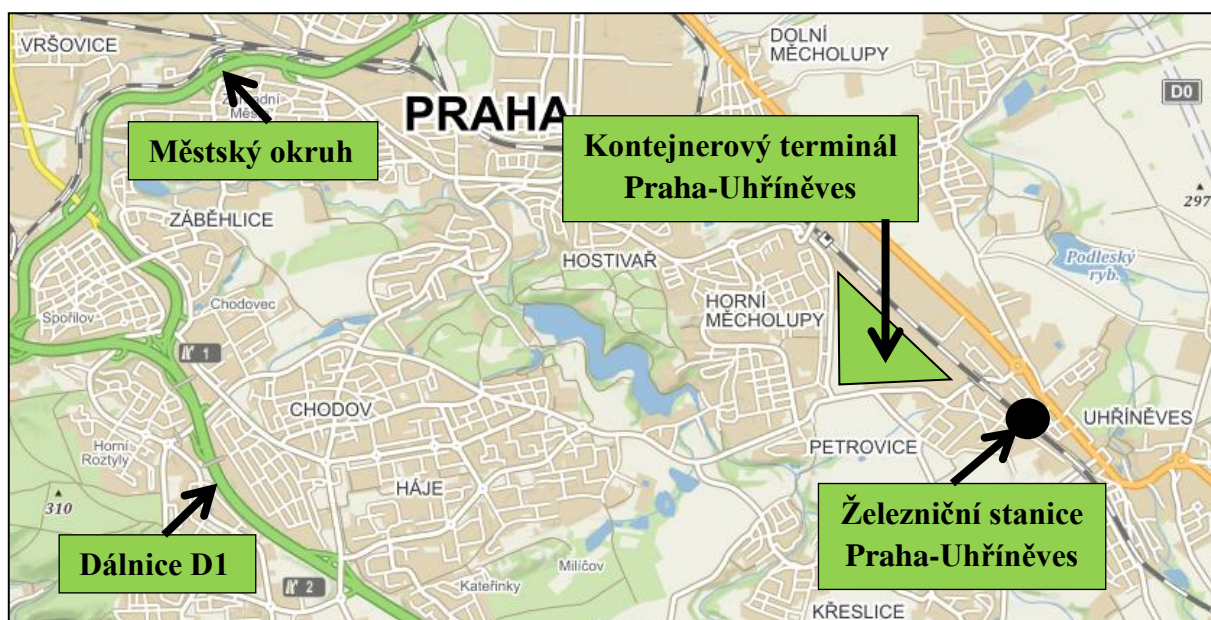 VRŠOVICE
DOLNÍ
MĚCHOLUPY
D0
PRAHA
Městský okruh
Kontejnerový terminál
Praha-Uhříněves
297
ZÁBĚHLICE
HOSTIVAŘ
Podleský
ryb.
Chodovec
HORNÍ
MĚCHOLUPY
Spořilov
1
CHODOV
UHŘÍNĚVES
Horní
Roztyly
PETROVICE
HÁJE
310
Železniční stanice
Praha-Uhříněves
Dálnice D1
Milíčov
2
Kateřinky
KŘESLICE